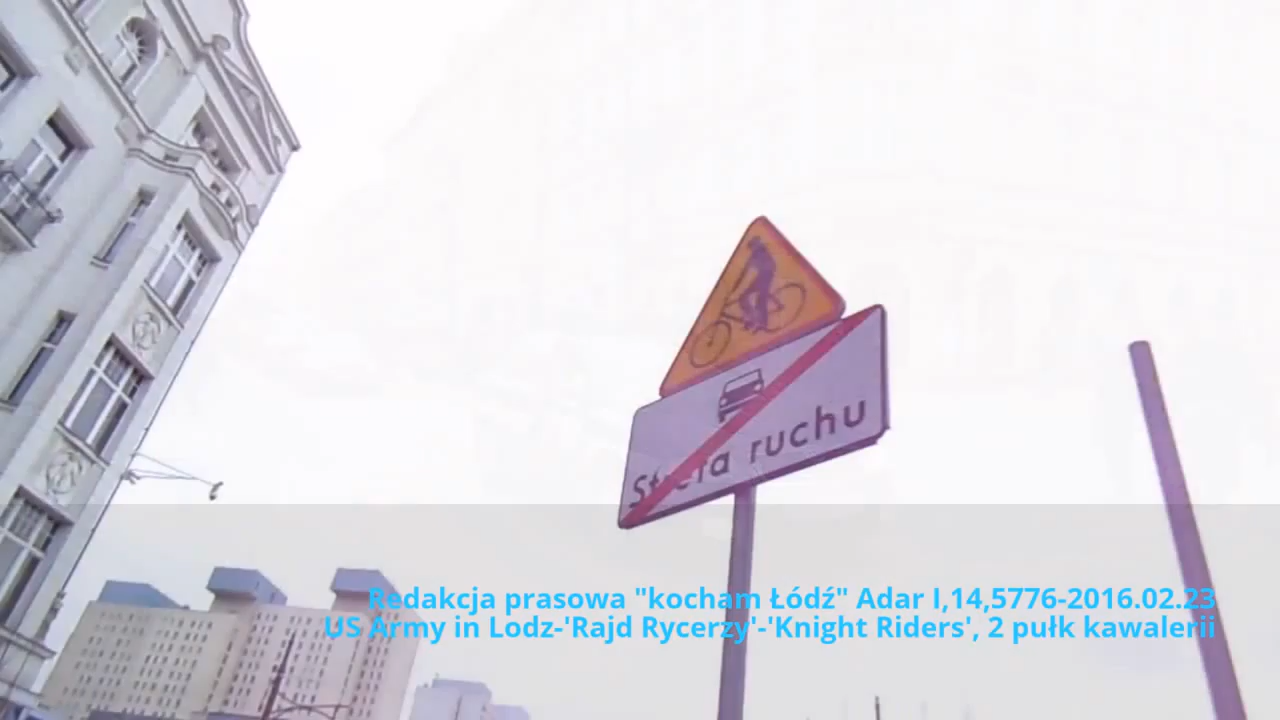 Strefa ruchu
Redakcja prasowa "kocham Łódź" Adar I,14,5776-2016.02.23
US Army in Lodz-'Rajd Rycerzy'-'Knight Riders', 2 pułk kawalerii